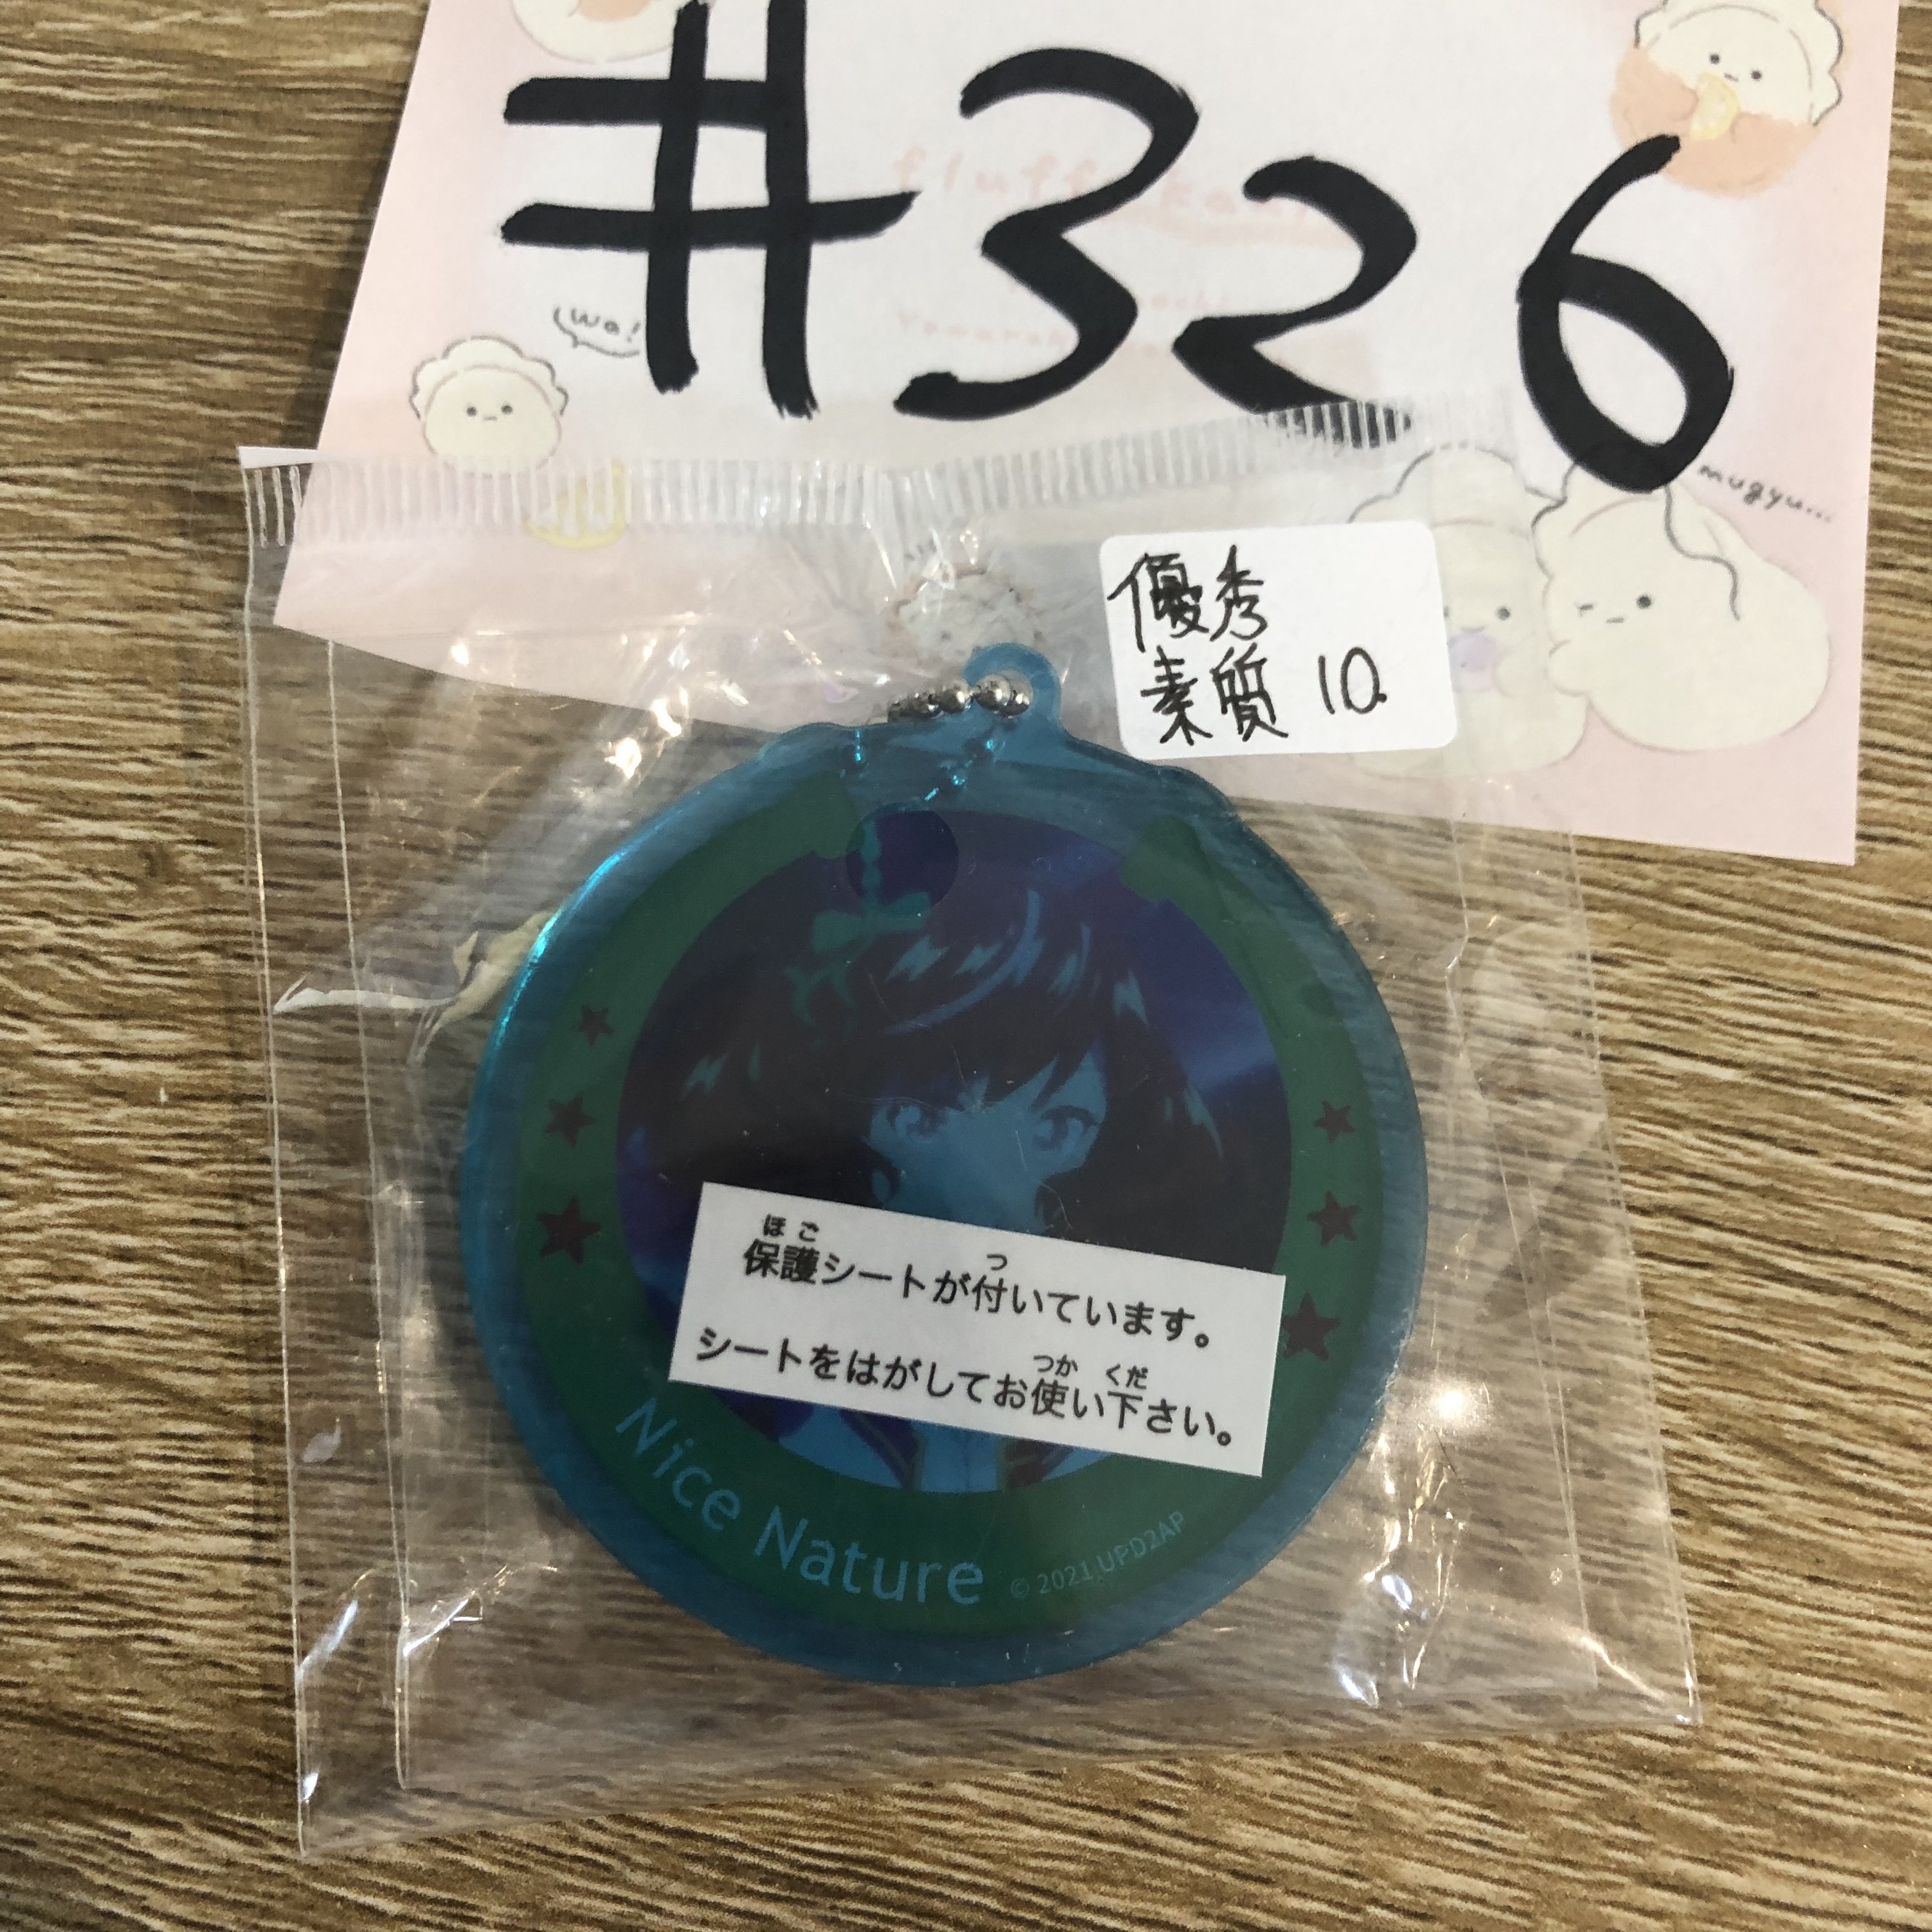 #326
wo!
mugyu...
優秀
素質 10.
保護シートが付いています。
シートをはがしてお使い下さい。
Nice Nature
© 2021 UPD2AP